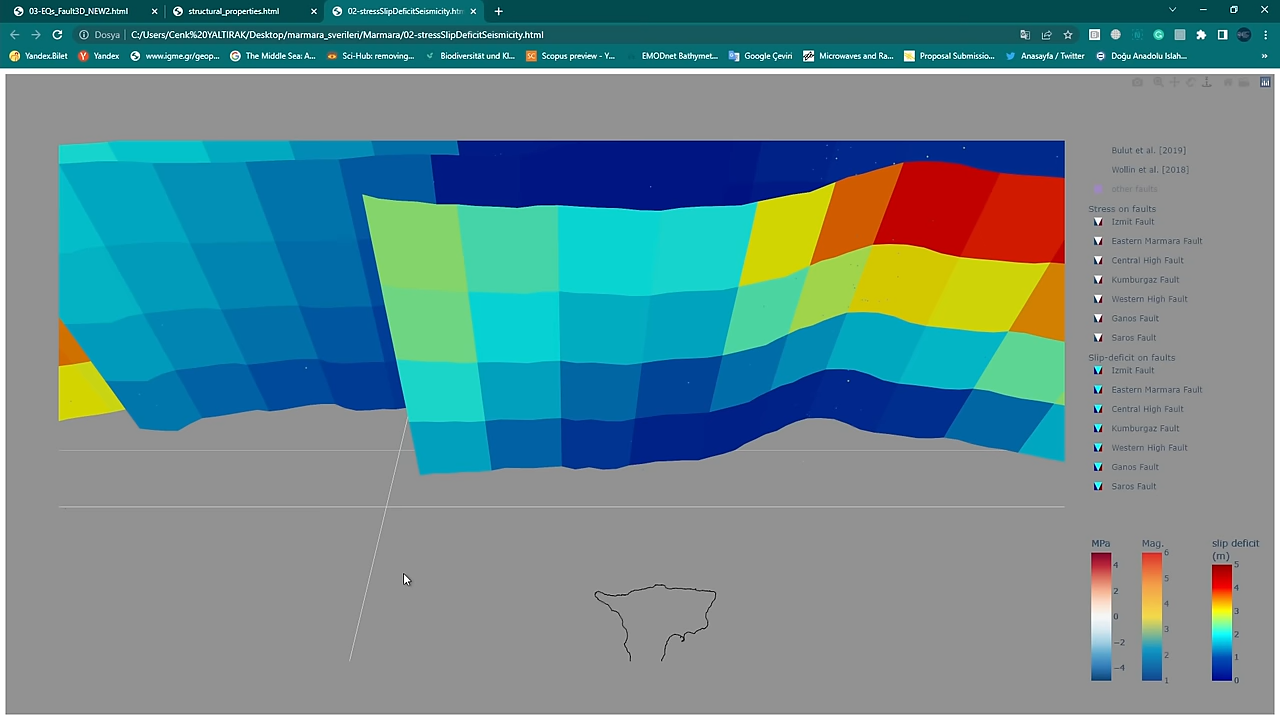 03-EQs_Fault3D_NEW2.html
structural_properties.html
02-stressSlipDeficitSeismicity.htm
Dosya
C:/Users/Cenk%20YALTIRAK/Desktop/marmara_sverileri/Marmara/02-stressSlipDeficitSeismicity.html
Yandex.Bilet
Yandex
www.igme.gr/geop...
The Middle Sea: A...
Sci-Hub: removing...
Biodiversität und Kl...
Scopus preview - Y...
EMODnet Bathymet...
Google Çeviri
Microwaves and Ra...
Proposal Submissio...
Anasayfa / Twitter
Doğu Anadolu Islah...
»
Bulut et al. [2019]
Wollin et al. [2018]
other faults
Stress on faults
Izmit Fault
Eastern Marmara Fault
Central High Fault
Kumburgaz Fault
Western High Fault
Ganos Fault
Saros Fault
Slip-deficit on faults
Izmit Fault
Eastern Marmara Fault
Central High Fault
Kumburgaz Fault
Western High Fault
Ganos Fault
Saros Fault
MPa
4
2
0
−2
−4
Mag.
6
5
4
3
2
1
slip deficit
(m)
5
4
3
2
1
0